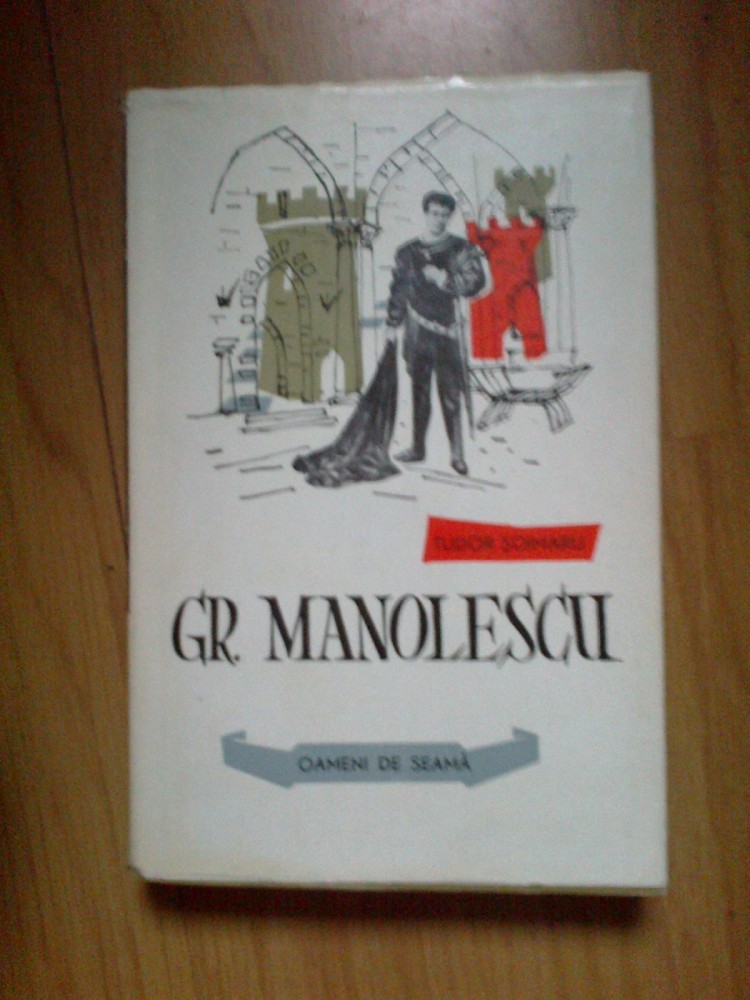 TUDOR ȘOIMARU
GR. MANOLESCU
OAMENI DE SEAMĂ